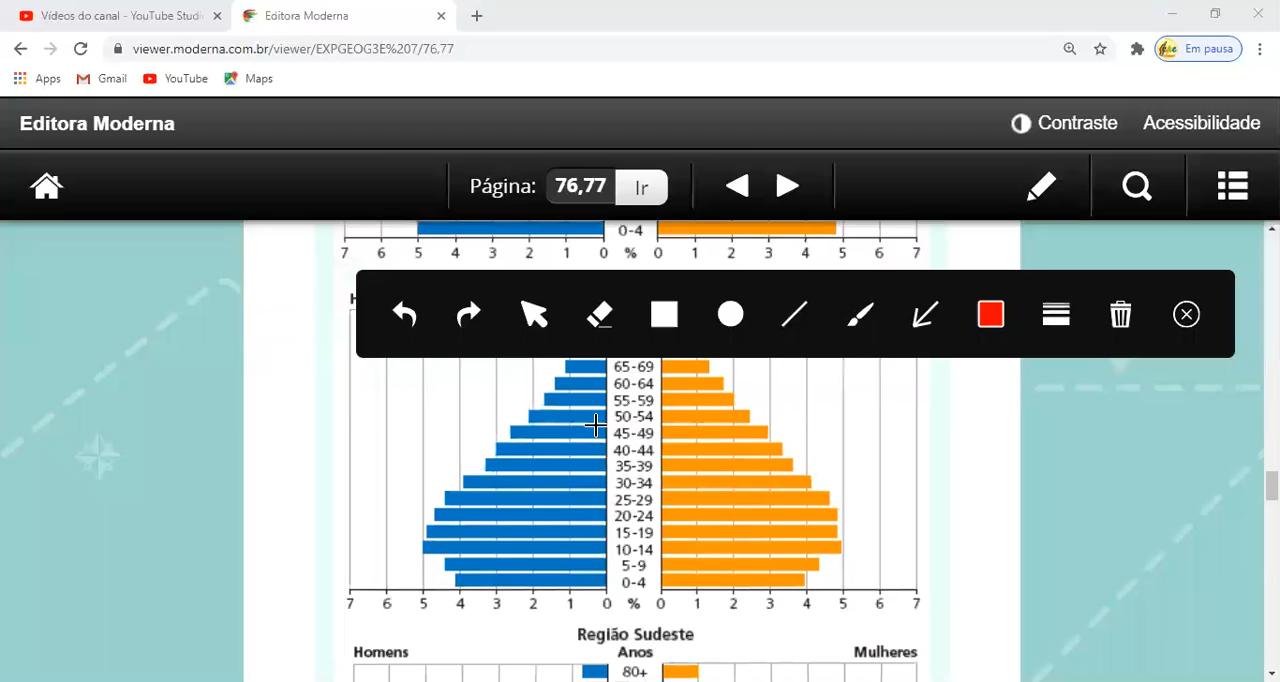 Vídeos do canal - YouTube Studi
Editora Moderna
viewer.moderna.com.br/viewer/EXPGEOG3E%207/76,77
Em pausa
Apps Gmail YouTube Maps
Editora Moderna
Contraste Acessibilidade
Página: 76,77 Ir
0-4
7 6 5 4 3 2 1 0 % 0 1 2 3 4 5 6 7
65-69
60-64
55-59
50-54
45-49
40-44
35-39
30-34
25-29
20-24
15-19
10-14
5-9
0-4
7 6 5 4 3 2 1 0 % 0 1 2 3 4 5 6 7
Região Sudeste
Homens Anos Mulheres
80+